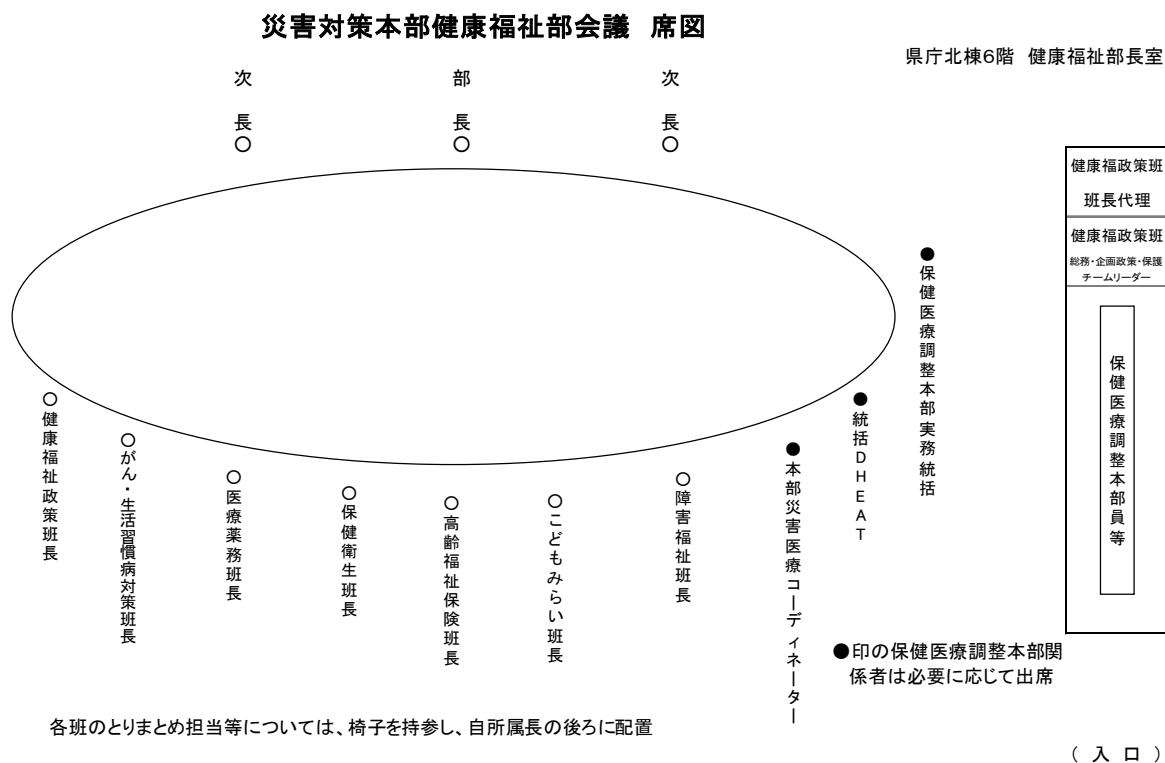 災害対策本部健康福祉部会議 席図
県庁北棟6階 健康福祉部長室
次長○
部長○
次長○
健康福政策班
班長代理
健康福政策班
総務・企画政策・保護
チームリーダー
保健医療調整本部員等
●保健医療調整本部実務統括
●統括DHEAT
●本部災害医療コーディネーター
○障害福祉班長
○こどもみらい班長
○高齢福祉保険班長
○保健衛生班長
○医療薬務班長
○がん・生活習慣病対策班長
○健康福祉政策班長
●印の保健医療調整本部関
係者は必要に応じて出席
各班のとりまとめ担当等については、椅子を持参し、自所属長の後ろに配置
( 入 口 )